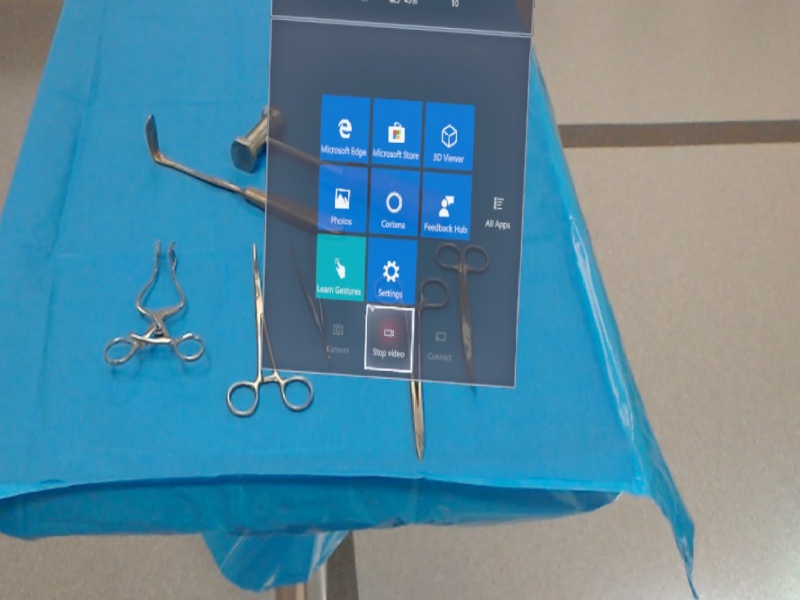 45%
10
Microsoft Edge
Microsoft Store
3D Viewer
Photos
Cortana
Feedback Hub
All Apps
Learn Gestures
Settings
Camera
Stop video
Connect